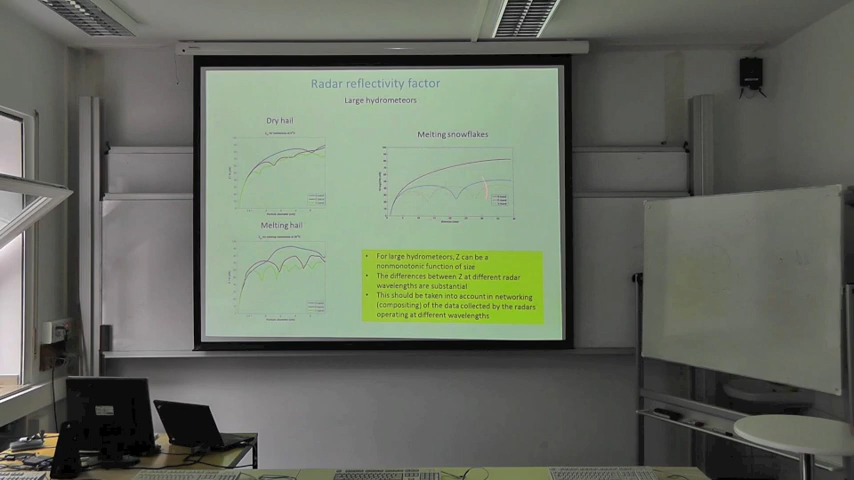 Radar reflectivity factor
Large hydrometeors
Dry hail
Melting snowflakes
Melting hail
• For large hydrometeors, Z can be a
nonmonotonic function of size
• The differences between Z at different radar
wavelengths are substantial
• This should be taken into account in networking
(compositing) of the data collected by the radars
operating at different wavelengths